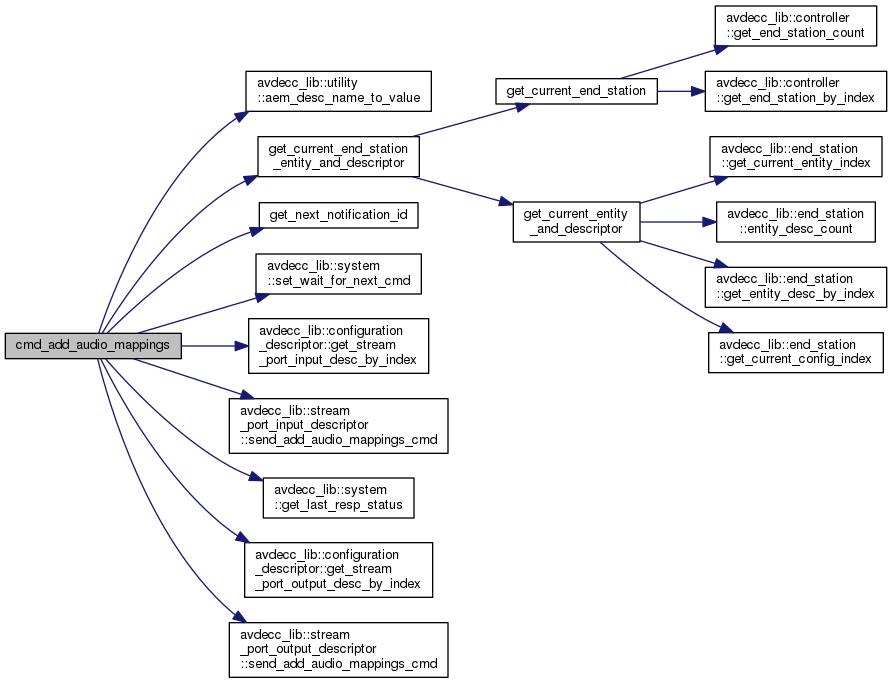 cmd_add_audio_mappings
avdecc_lib::utility
::aem_desc_name_to_value
get_current_end_station
_entity_and_descriptor
get_next_notification_id
avdecc_lib::system
::set_wait_for_next_cmd
avdecc_lib::configuration
_descriptor::get_stream
_port_input_desc_by_index
avdecc_lib::stream
_port_input_descriptor
::send_add_audio_mappings_cmd
avdecc_lib::system
::get_last_resp_status
avdecc_lib::configuration
_descriptor::get_stream
_port_output_desc_by_index
avdecc_lib::stream
_port_output_descriptor
::send_add_audio_mappings_cmd
get_current_end_station
get_current_entity
_and_descriptor
avdecc_lib::controller
::get_end_station_count
avdecc_lib::controller
::get_end_station_by_index
avdecc_lib::end_station
::get_current_entity_index
avdecc_lib::end_station
::entity_desc_count
avdecc_lib::end_station
::get_entity_desc_by_index
avdecc_lib::end_station
::get_current_config_index